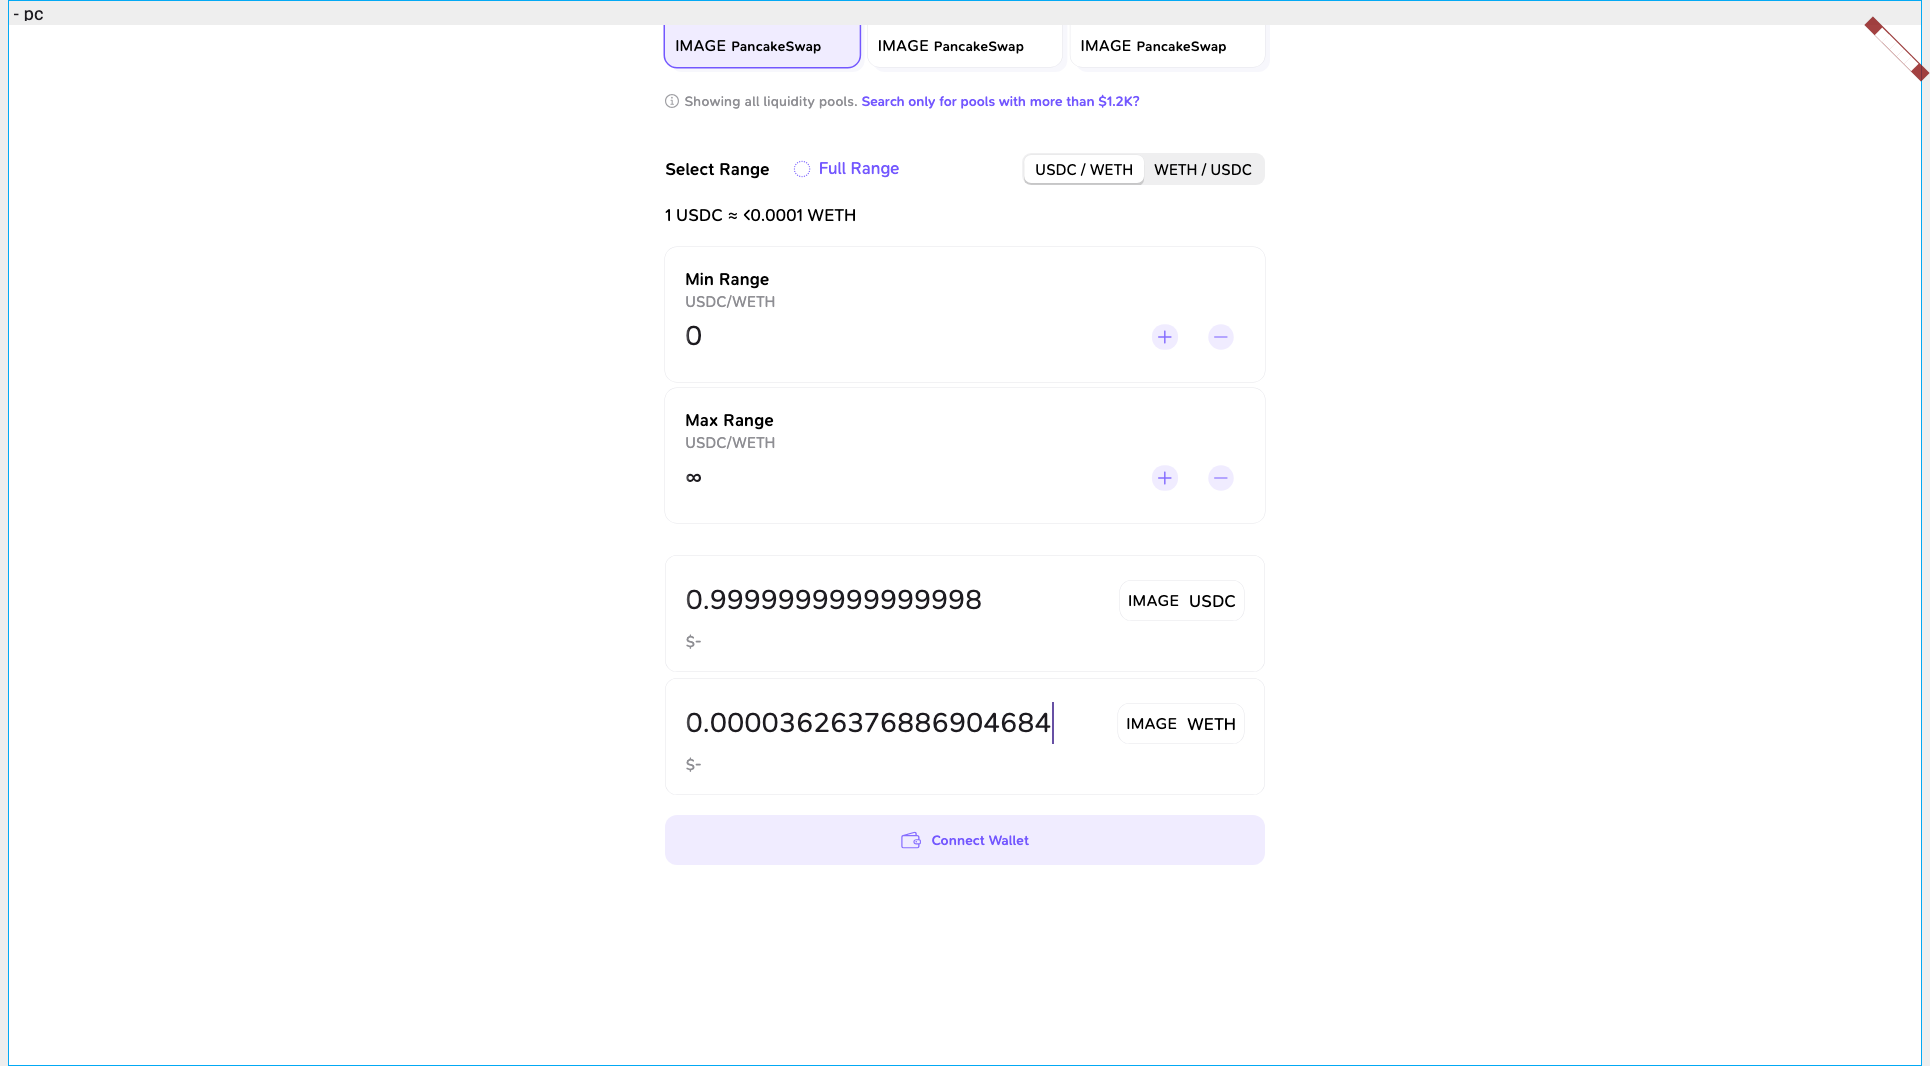 - pc
IMAGE PancakeSwap IMAGE PancakeSwap IMAGE PancakeSwap
Showing all liquidity pools. Search only for pools with more than $1.2K?
Select Range Full Range USDC / WETH WETH / USDC
1 USDC ≈ <0.0001 WETH
Min Range
USDC/WETH
0
Max Range
USDC/WETH
∞
0.9999999999999998 IMAGE USDC
$-
0.00003626376886904684 IMAGE WETH
$-
Connect Wallet